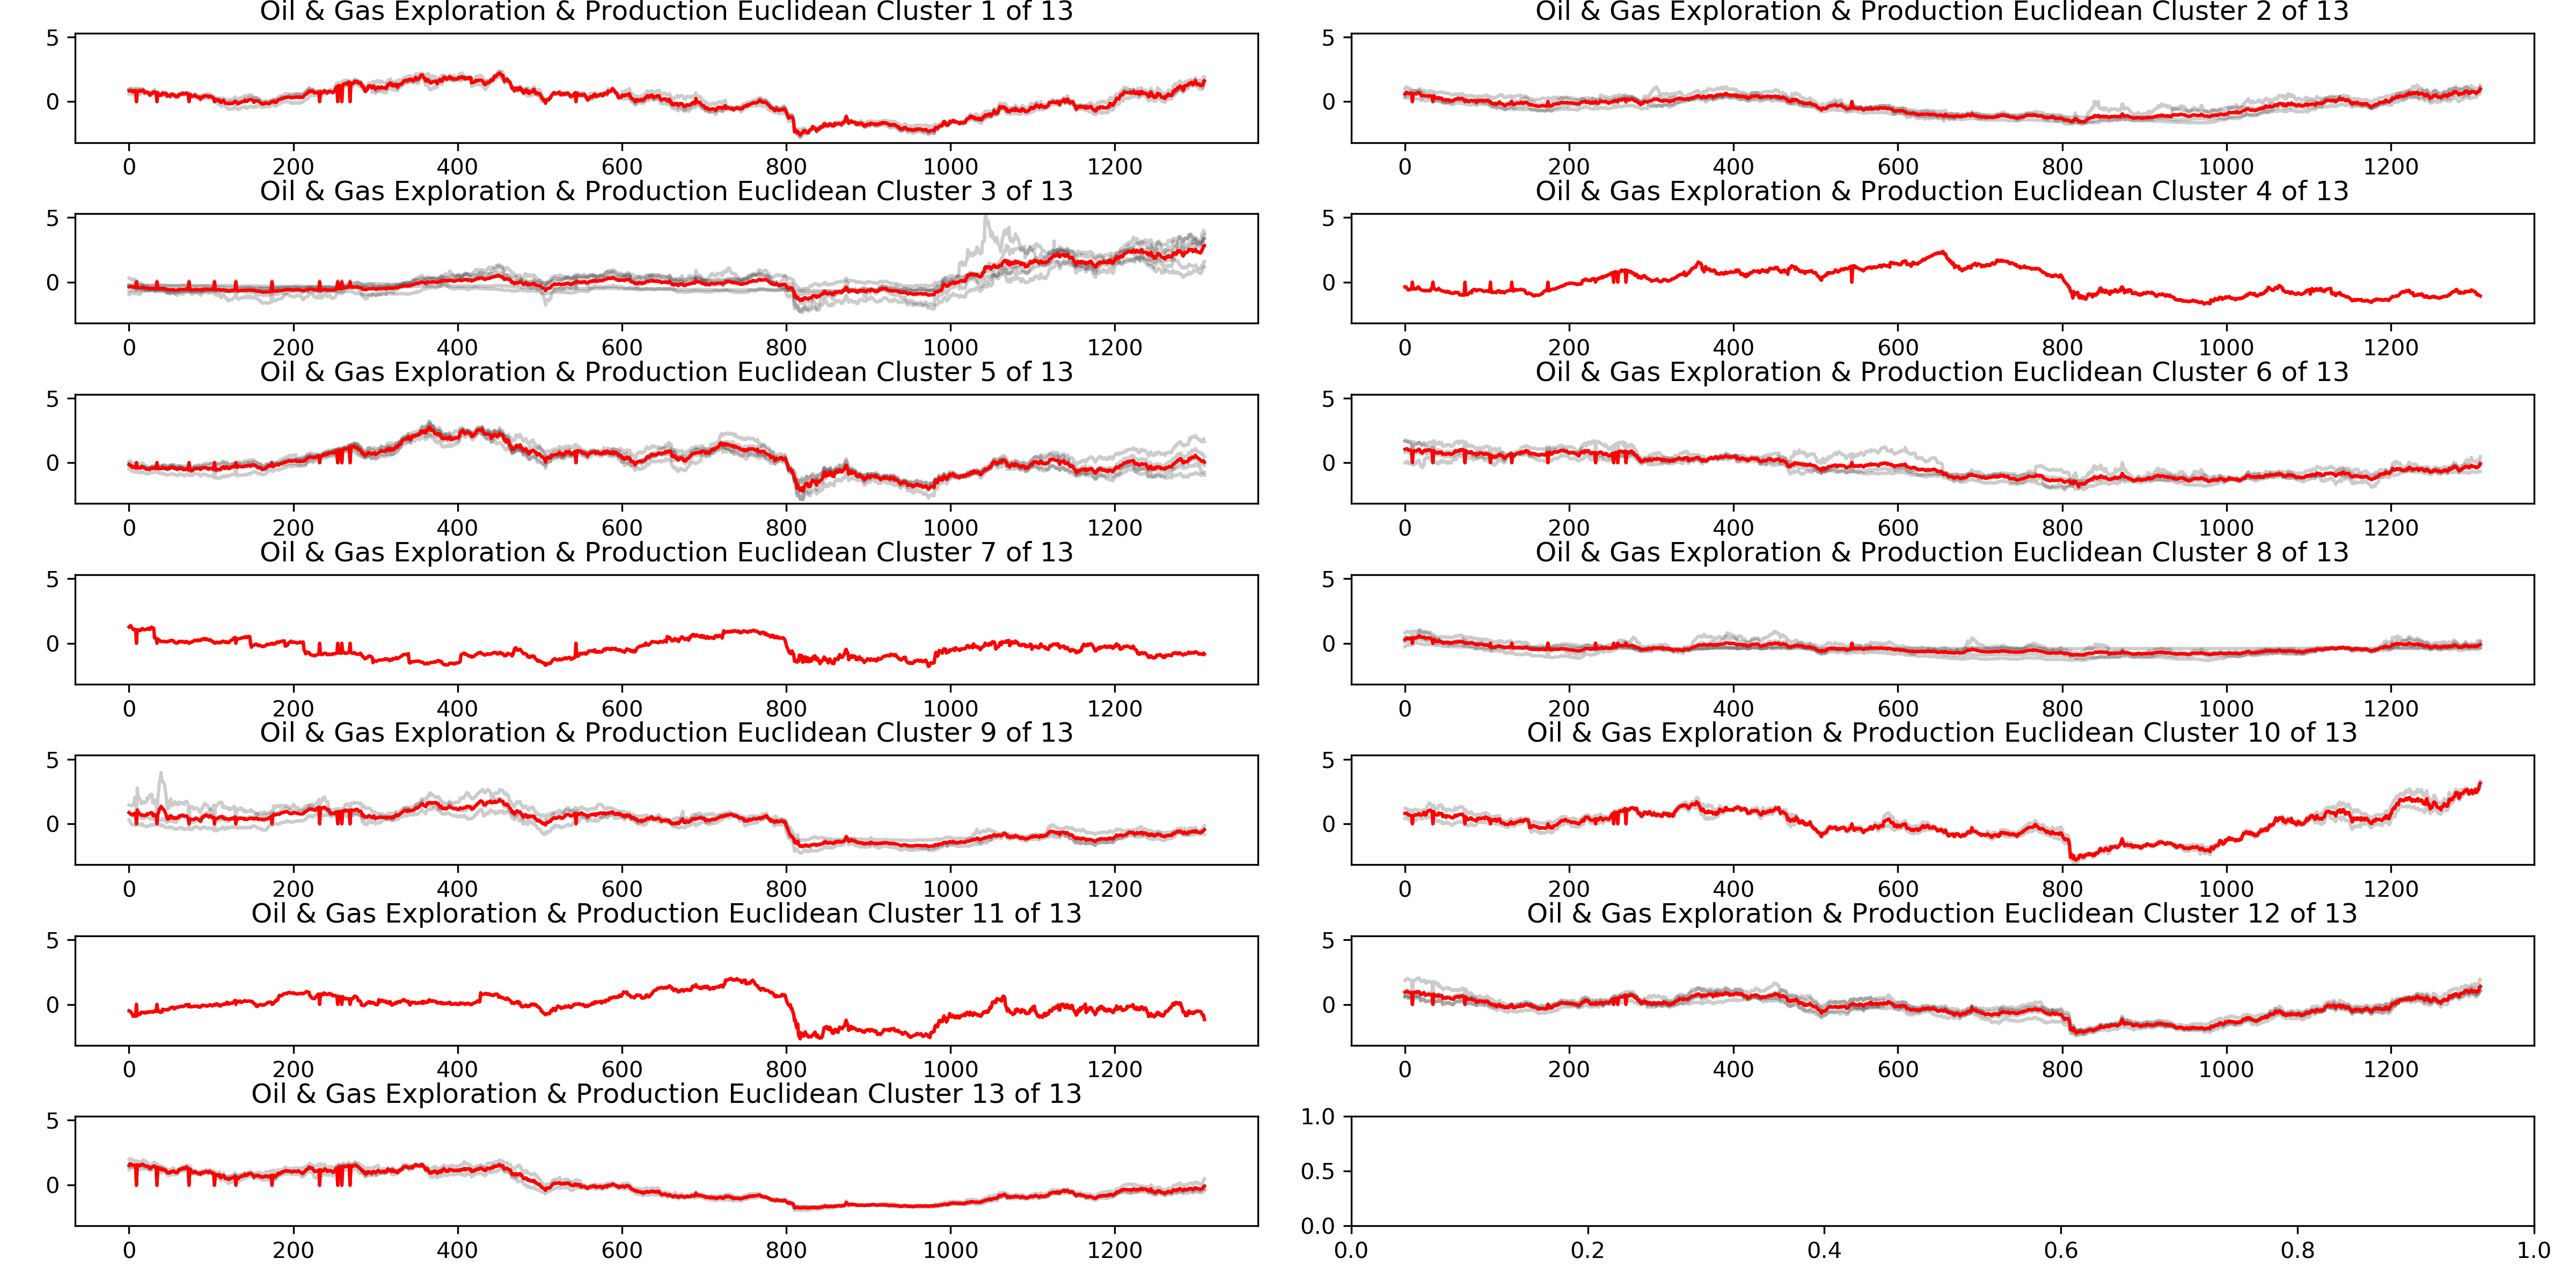 Oil & Gas Exploration & Production Euclidean Cluster 1 of 13
5
0
0 200 400 600 800 1000 1200
Oil & Gas Exploration & Production Euclidean Cluster 2 of 13
5
0
0 200 400 600 800 1000 1200
Oil & Gas Exploration & Production Euclidean Cluster 3 of 13
5
0
0 200 400 600 800 1000 1200
Oil & Gas Exploration & Production Euclidean Cluster 4 of 13
5
0
0 200 400 600 800 1000 1200
Oil & Gas Exploration & Production Euclidean Cluster 5 of 13
5
0
0 200 400 600 800 1000 1200
Oil & Gas Exploration & Production Euclidean Cluster 6 of 13
5
0
0 200 400 600 800 1000 1200
Oil & Gas Exploration & Production Euclidean Cluster 7 of 13
5
0
0 200 400 600 800 1000 1200
Oil & Gas Exploration & Production Euclidean Cluster 8 of 13
5
0
0 200 400 600 800 1000 1200
Oil & Gas Exploration & Production Euclidean Cluster 9 of 13
5
0
0 200 400 600 800 1000 1200
Oil & Gas Exploration & Production Euclidean Cluster 10 of 13
5
0
0 200 400 600 800 1000 1200
Oil & Gas Exploration & Production Euclidean Cluster 11 of 13
5
0
0 200 400 600 800 1000 1200
Oil & Gas Exploration & Production Euclidean Cluster 12 of 13
5
0
0 200 400 600 800 1000 1200
Oil & Gas Exploration & Production Euclidean Cluster 13 of 13
5
0
0 200 400 600 800 1000 1200
1.0
0.5
0.0
0.0 0.2 0.4 0.6 0.8 1.0